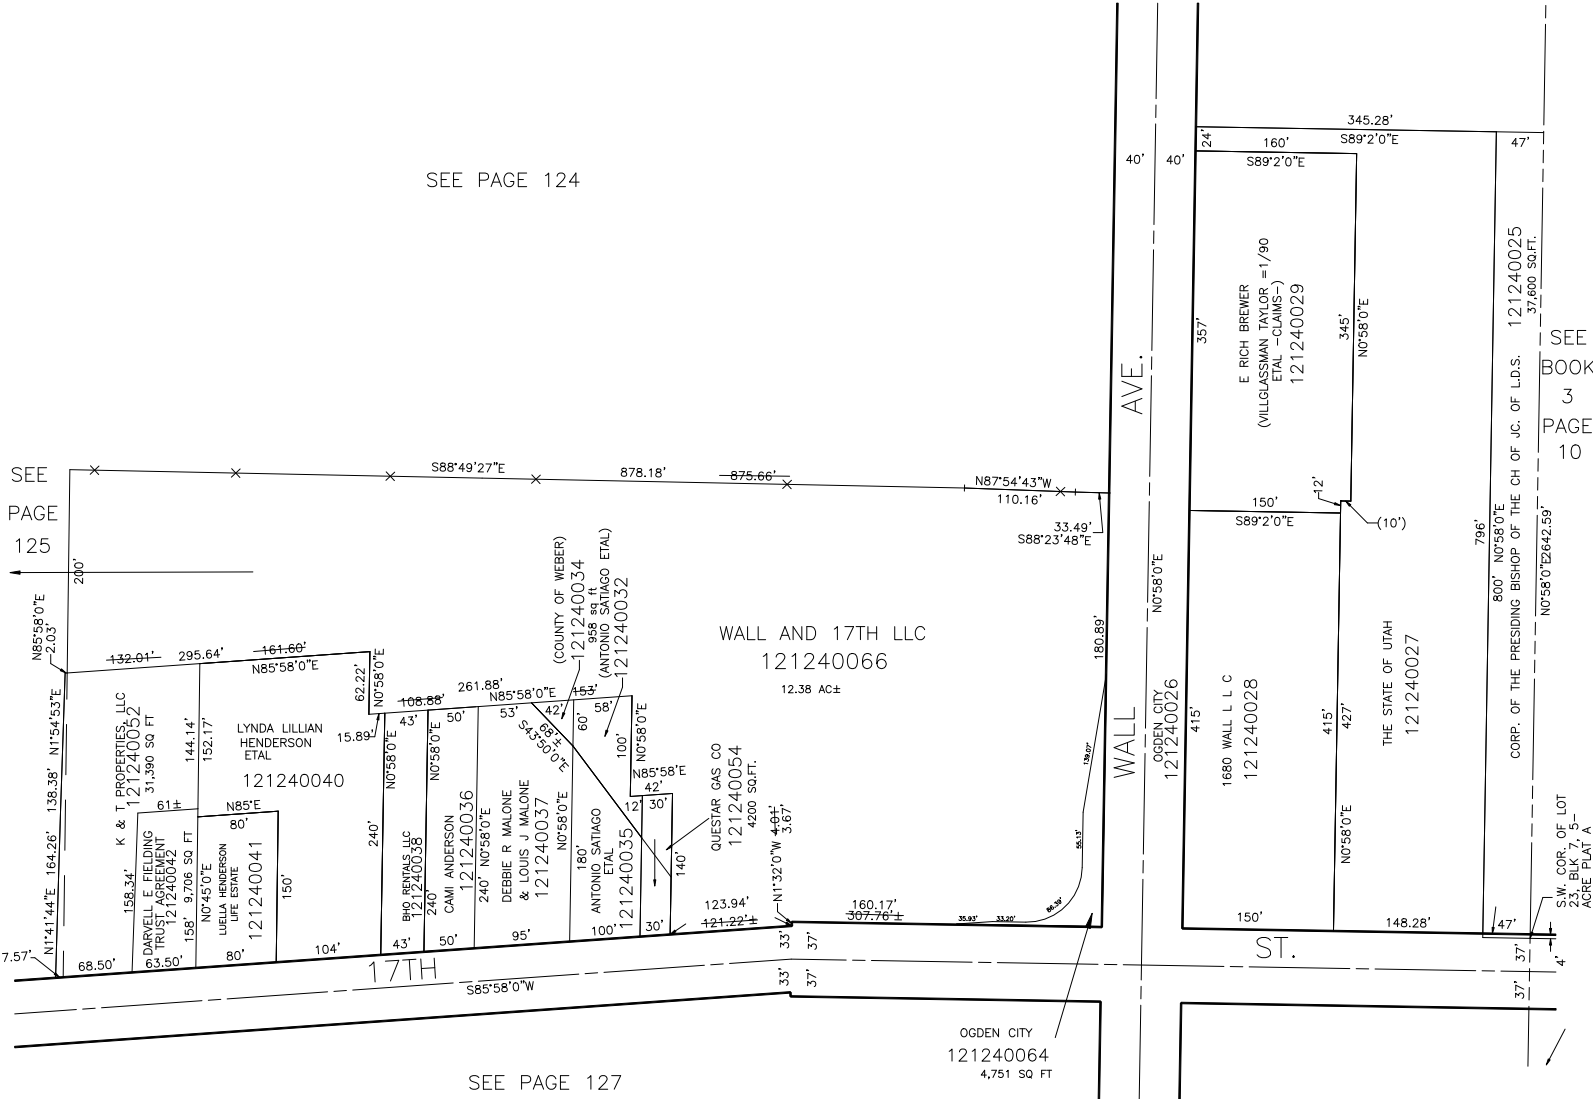 345.28'
S89°2'0"E
24'
160'
S89°2'0"E
47'
40'
40'
SEE PAGE 124
121240025
37,600 SQ.FT.
E RICH BREWER
(VILLGLASSMAN TAYLOR =1/90
ETAL -CLAIMS-)
121240029
357'
345'
N0°58'0"E
SEE
BOOK
3
PAGE
10
AVE.
SEE
PAGE
125
S88°49'27"E
878.18'
875.66'
N87°54'43"W
110.16'
33.49'
S88°23'48"E
150'
S89°2'0"E
12'
(10')
796'
800' N0°58'0"E
CORP. OF THE PRESIDING BISHOP OF THE CH OF JC. OF L.D.S.
N0°58'0"E2642.59'
200'
N85°58'0"E
2.03'
132.01'
295.64'
161.60'
N85°58'0"E
62.22'
N0°58'0"E
15.89'
108.88'
261.88'
N85°58'0"E
153'
43'
50'
53'
42'
58'
60'
68'±
S43°50'0"E
(COUNTY OF WEBER)
121240034
958 sq ft
(ANTONIO SATIAGO ETAL)
121240032
100'
N0°58'0"E
WALL AND 17TH LLC
121240066
12.38 AC±
180.89'
N0°58'0"E
WALL
OGDEN CITY
121240026
415'
1680 WALL L L C
121240028
415'
427'
THE STATE OF UTAH
121240027
N0°58'0"E
N1°54'53"E
138.38'
164.26'
N1°41'44"E
K & T PROPERTIES, LLC
121240052
31,390 SQ FT
144.14'
152.17'
LYNDA LILLIAN
HENDERSON
ETAL
121240040
61±
N85°E
80'
158.34'
DARVELL E FIELDING
TRUST AGREEMENT
121240042
9,706 SQ FT
158'
N0°45'0"E
LUELLA HENDERSON
LIFE ESTATE
121240041
150'
240'
N0°58'0"E
BHO RENTALS LLC
121240038
240'
N0°58'0"E
CAMI ANDERSON
121240036
240' N0°58'0"E
DEBBIE R MALONE
& LOUIS J MALONE
121240037
N0°58'0"E
180'
ANTONIO SATIAGO
ETAL
121240035
N85°58'E
42'
12'
30'
140'
QUESTAR GAS CO
121240054
4200 SQ.FT.
N1°32'0"W
4.01'
3.67'
139.07'
55.13'
86.39'
33.20'
35.93'
7.57'
68.50'
63.50'
80'
104'
43'
50'
95'
100'
30'
123.94'
121.22'±
160.17'
307.76'±
33'
37'
33'
37'
150'
148.28'
47'
37'
37'
4'
S.W. COR. OF LOT
23, BLK 7, 5-
ACRE PLAT A
17TH
ST.
S85°58'0"W
OGDEN CITY
121240064
4,751 SQ FT
SEE PAGE 127